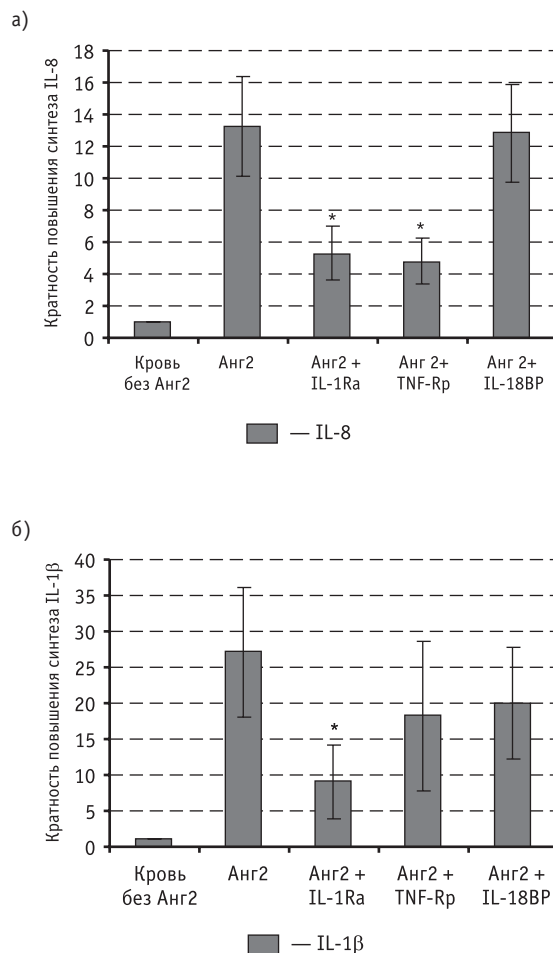 а)
Кратность повышения синтеза IL-8
18
16
14
12
10
8
6
4
2
0
* *
Кровь без Анг2
Анг2
Анг2 + IL-1Ra
Анг 2+ TNF-Rp
Анг 2+ IL-18BP
— IL-8
б)
Кратность повышения синтеза IL-1β
40
35
30
25
20
15
10
5
0
*
Кровь без Анг2
Анг2
Анг2 + IL-1Ra
Анг2 + TNF-Rp
Анг2 + IL-18BP
— IL-1β